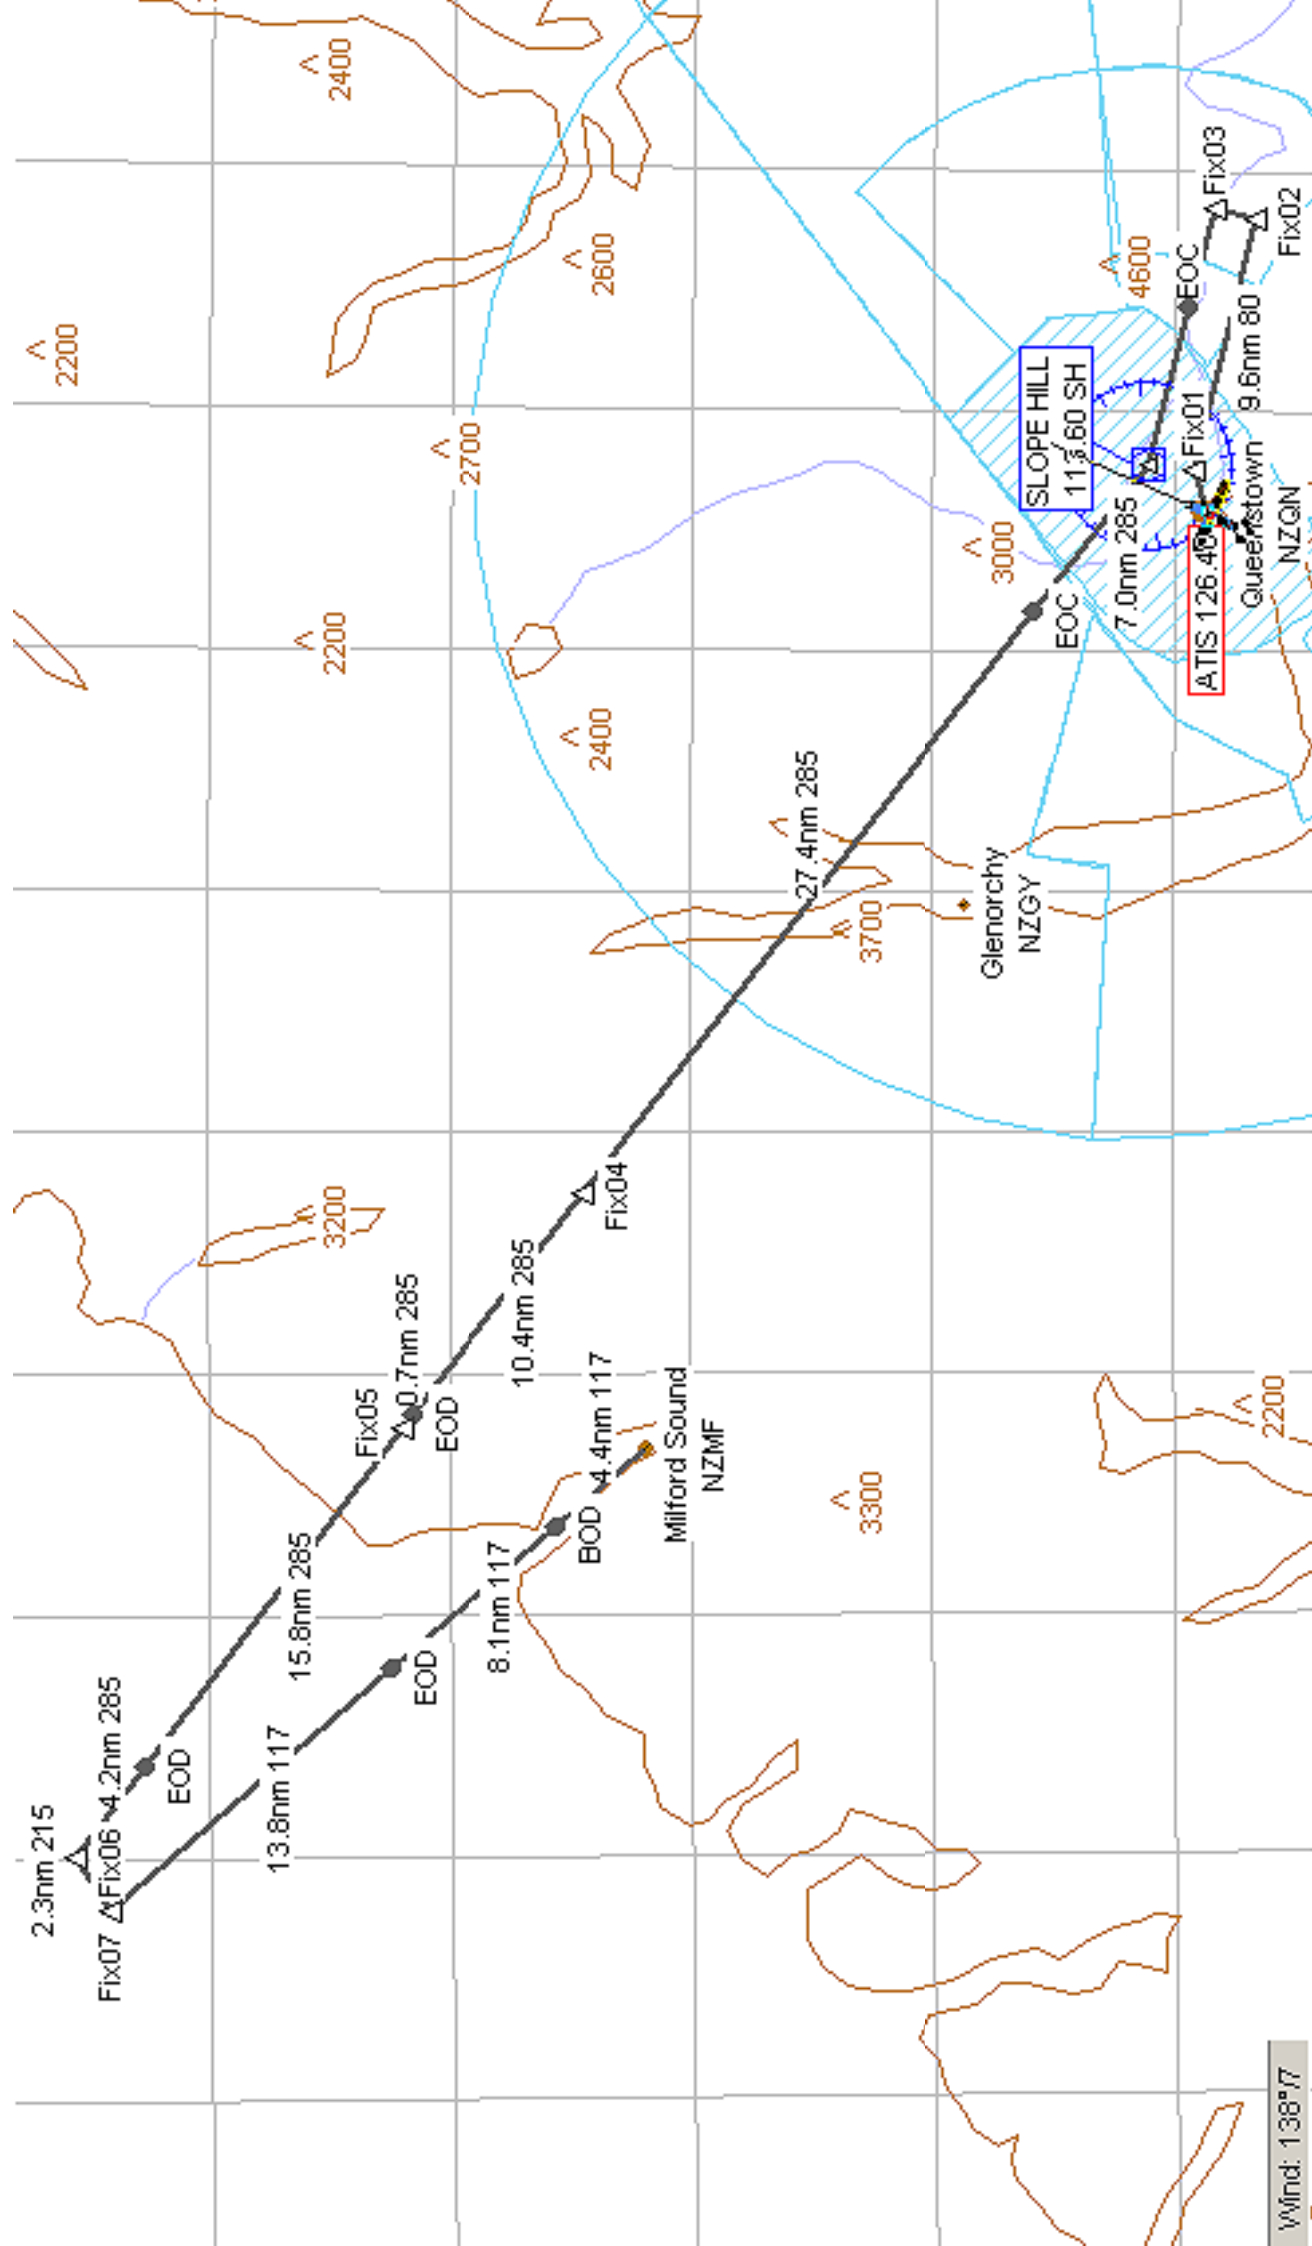 2.3nm 215
Fix07
Fix06
4.2nm 285
EOD
13.8nm 117
15.8nm 285
EOD
8.1nm 117
BOD
4.4nm 117
Milford Sound
NZMF
Fix05
0.7nm 285
EOD
10.4nm 285
Fix04
3200
3300
2200
27.4nm 285
3700
Glenorchy
NZGY
2400
2200
2700
2200
2400
2600
3000
EOC
7.0nm 285
SLOPE HILL
113.60 SH
4600
EOC
Fix01
Fix03
Fix02
9.6nm 80
ATIS 126.40
Queenstown
NZQN
Wind: 138°/7